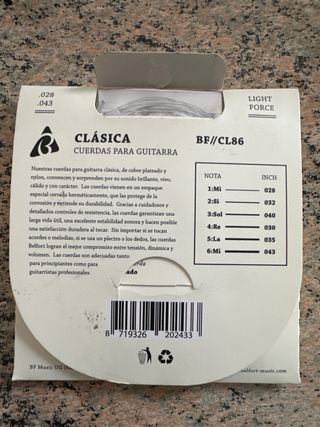 .028
.043
LIGHT
FORCE
CLÁSICA
CUERDAS PARA GUITARRA
BF//CL86
Nuestras cuerdas para guitarra clásica, de cobre plateado y
nylon, convencen y sorprenden por su sonido brillante, vivo,
cálido y con carácter. Las cuerdas vienen en un empaque
especial cerrado herméticamente, que las protege de la
corrosión y extiende su durabilidad. Gracias a cuidadosos y
detallados controles de resistencia, las cuerdas garantizan una
larga vida útil, una excelente estabilidad sonora y hacen posible
una satisfacción duradera al tocar. Sin importar si se tocan
acordes o melodías, si se usa un plectro o los dedos, las cuerdas
Belfort logran el mejor compromiso entre tensión, dinámica y
volumen. Las cuerdas son adecuadas tanto
para principiantes como para
guitarristas profesionales.
ado
NOTA INCH
1:Mi 028
2:Si 032
3:Sol 040
4:Re 030
5:La 035
6:Mi 043
8 719326 202433
BF Music UG
elfort-music.com